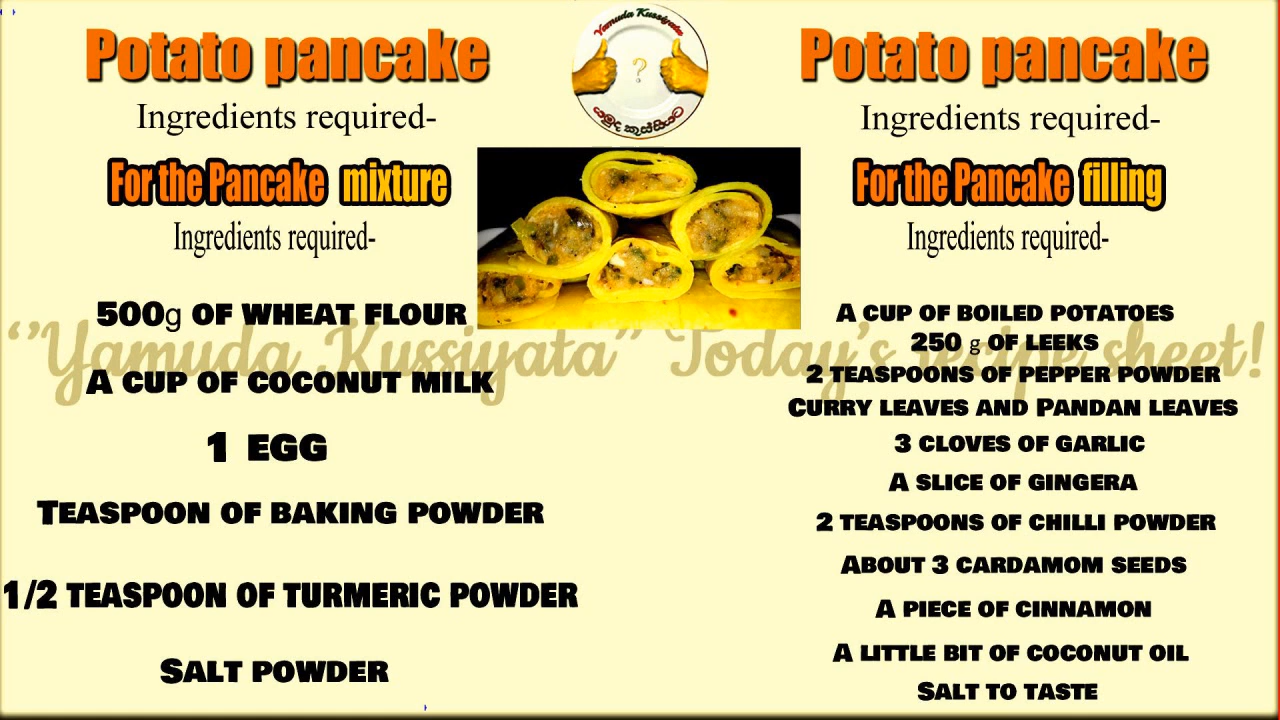 Potato pancake
Ingredients required-
For the Pancake mixture
Ingredients required-
500g of wheat flour
A cup of coconut milk
1 egg
Teaspoon of baking powder
1/2 teaspoon of turmeric powder
Salt powder
Yamuda Kussiyata
?
යමුද කුස්සියට
Potato pancake
Ingredients required-
For the Pancake filling
Ingredients required-
A cup of boiled potatoes
250 g of leeks
2 teaspoons of pepper powder
Curry leaves and Pandan leaves
3 cloves of garlic
A slice of gingera
2 teaspoons of chilli powder
About 3 cardamom seeds
A piece of cinnamon
A little bit of coconut oil
Salt to taste
‘’Yamuda Kussiyata” Today's recipe sheet!